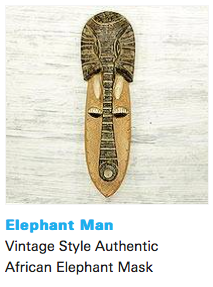 Elephant Man
Vintage Style Authentic
African Elephant Mask